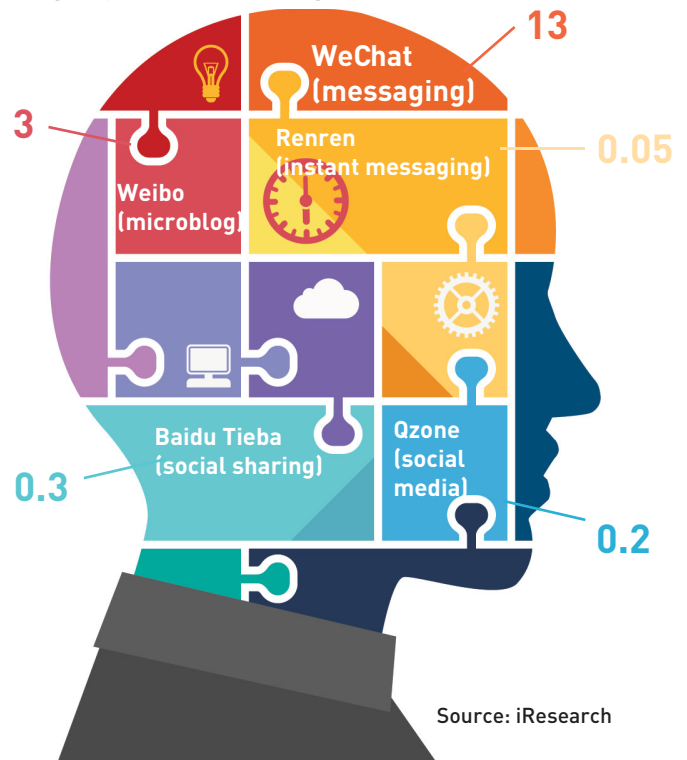 13
WeChat
(messaging)
3
Renren
(instant messaging)
0.05
Weibo
(microblog)
Baidu Tieba
(social sharing)
0.3
Qzone
(social
media)
0.2
Source: iResearch